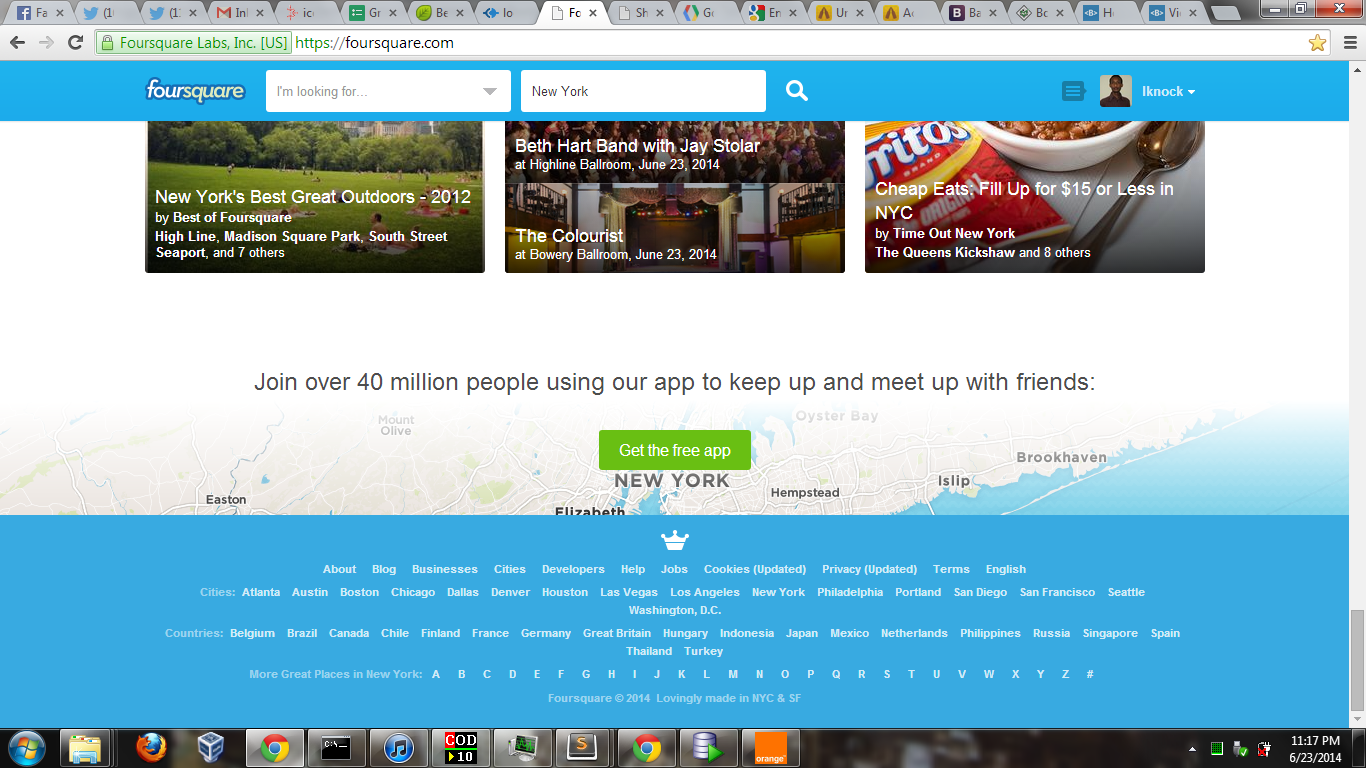 Fa
(1
(1
InI
ico
Gr
Be
lo
Fo
Sh
Go
En
Ur
Ac
Ba
Bo
He
Vi
Foursquare Labs, Inc. [US] https://foursquare.com
foursquare
I'm looking for...
New York
Iknock
New York's Best Great Outdoors - 2012
by Best of Foursquare
High Line, Madison Square Park, South Street
Seaport, and 7 others
Beth Hart Band with Jay Stolar
at Highline Ballroom, June 23, 2014
The Colourist
at Bowery Ballroom, June 23, 2014
rritos
BRAND
Cheap Eats: Fill Up for $15 or Less in
NYC
by Time Out New York
The Queens Kickshaw and 8 others
Join over 40 million people using our app to keep up and meet up with friends:
Mount
Olive
Oyster Bay
Get the free app
Brookhaven
NEW YORK
Islip
Hempstead
Easton
Elizabeth
About Blog Businesses Cities Developers Help Jobs Cookies (Updated) Privacy (Updated) Terms English
Cities: Atlanta Austin Boston Chicago Dallas Denver Houston Las Vegas Los Angeles New York Philadelphia Portland San Diego San Francisco Seattle
Washington, D.C.
Countries: Belgium Brazil Canada Chile Finland France Germany Great Britain Hungary Indonesia Japan Mexico Netherlands Philippines Russia Singapore Spain
Thailand Turkey
More Great Places in New York: A B C D E F G H I J K L M N O P Q R S T U V W X Y Z #
Foursquare © 2014 Lovingly made in NYC & SF
C:\_
COD
10
S
orange
11:17 PM
6/23/2014